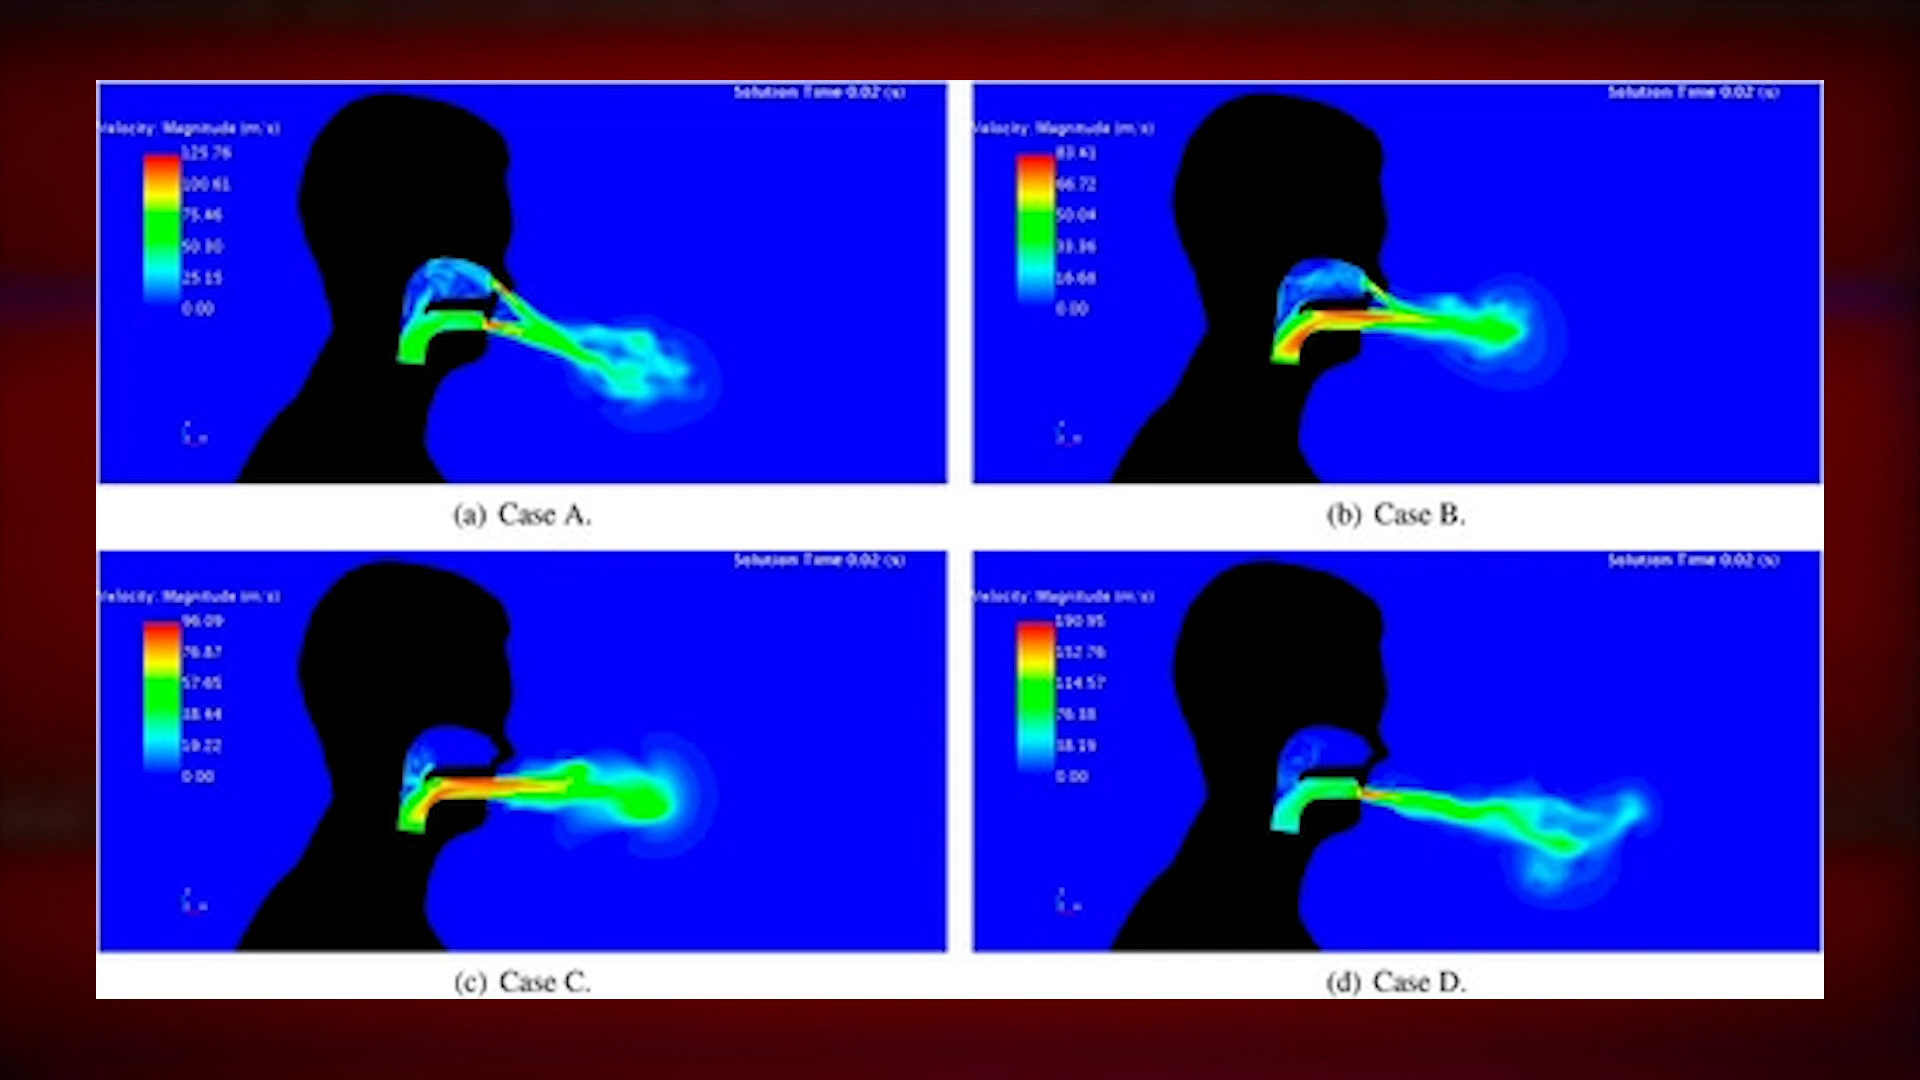 Solution Time 0.02 (s)
Velocity: Magnitude (m/s)
125.76
100.61
75.46
50.30
25.15
0.00
(a) Case A.
Solution Time 0.02 (s)
Velocity: Magnitude (m/s)
83.41
66.72
50.04
33.36
16.68
0.00
(b) Case B.
Solution Time 0.02 (s)
Velocity: Magnitude (m/s)
96.09
76.87
57.65
38.44
19.22
0.00
(c) Case C.
Solution Time 0.02 (s)
Velocity: Magnitude (m/s)
190.95
152.76
114.57
76.38
38.19
0.00
(d) Case D.